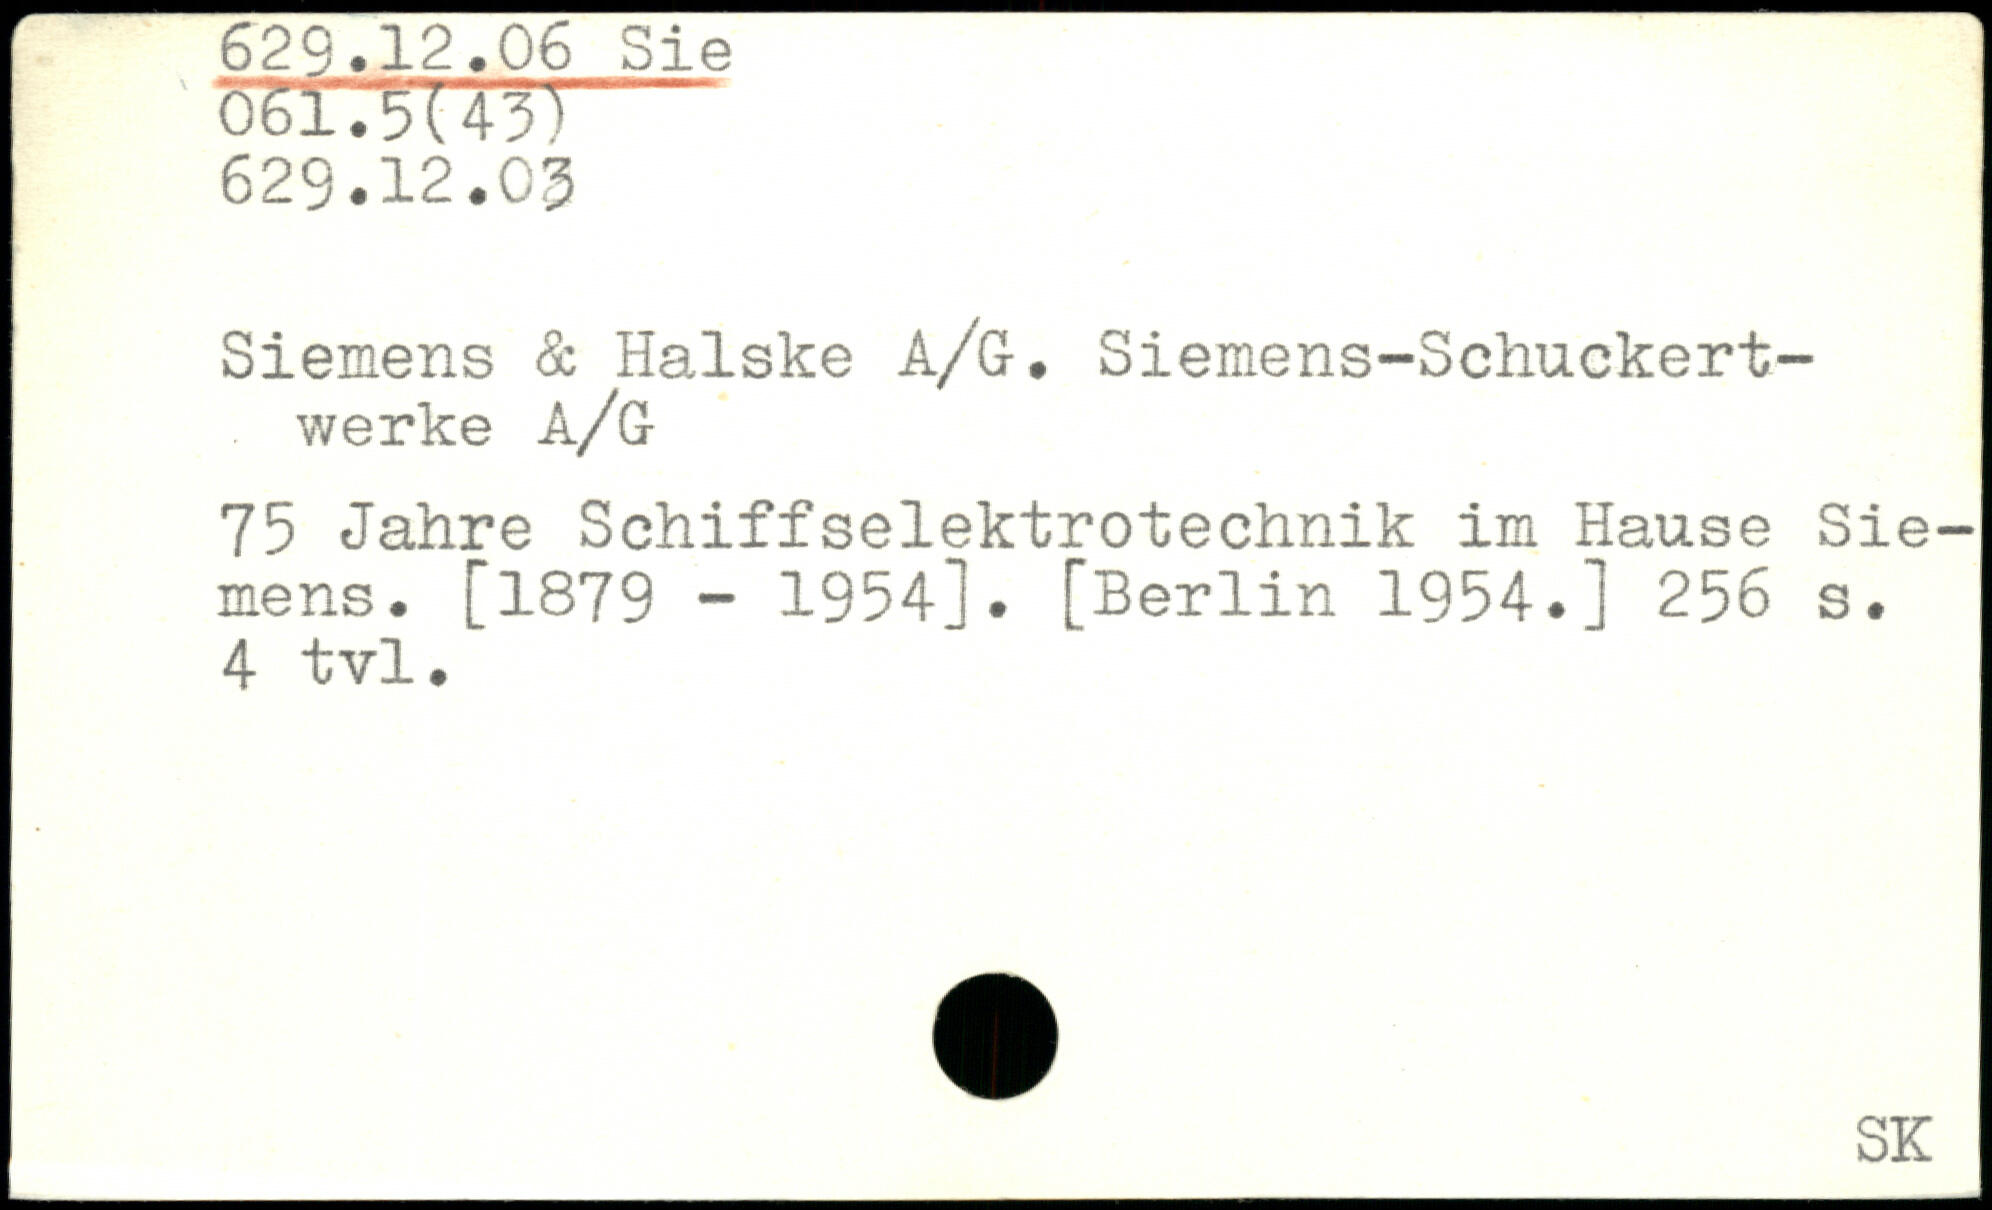 629.12.06 Sie
061.5(43)
629.12.03
Siemens & Halske A/G. Siemens-Schuckert-
werke A/G
75 Jahre Schiffselektrotechnik im Hause Sie-
mens. [1879 - 1954]. [Berlin 1954.] 256 s.
4 tvl.
SK